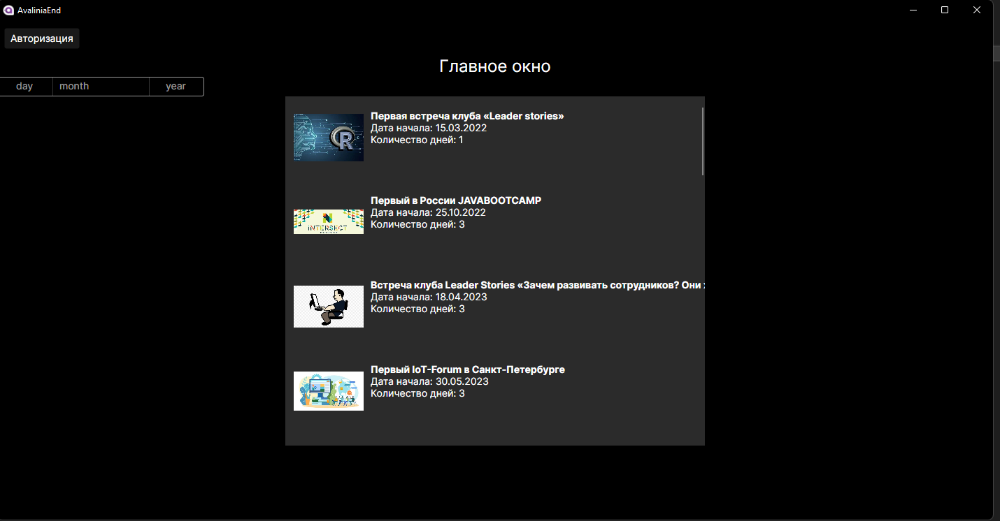 AvaliniaEnd
Авторизация
Главное окно
day month year
Первая встреча клуба «Leader stories»
Дата начала: 15.03.2022
Количество дней: 1
R
Первый в России JAVABOOTCAMP
Дата начала: 25.10.2022
Количество дней: 3
INTERSECT
Встреча клуба Leader Stories «Зачем развивать сотрудников? Они
Дата начала: 18.04.2023
Количество дней: 3
Первый IoT-Forum в Санкт-Петербурге
Дата начала: 30.05.2023
Количество дней: 3